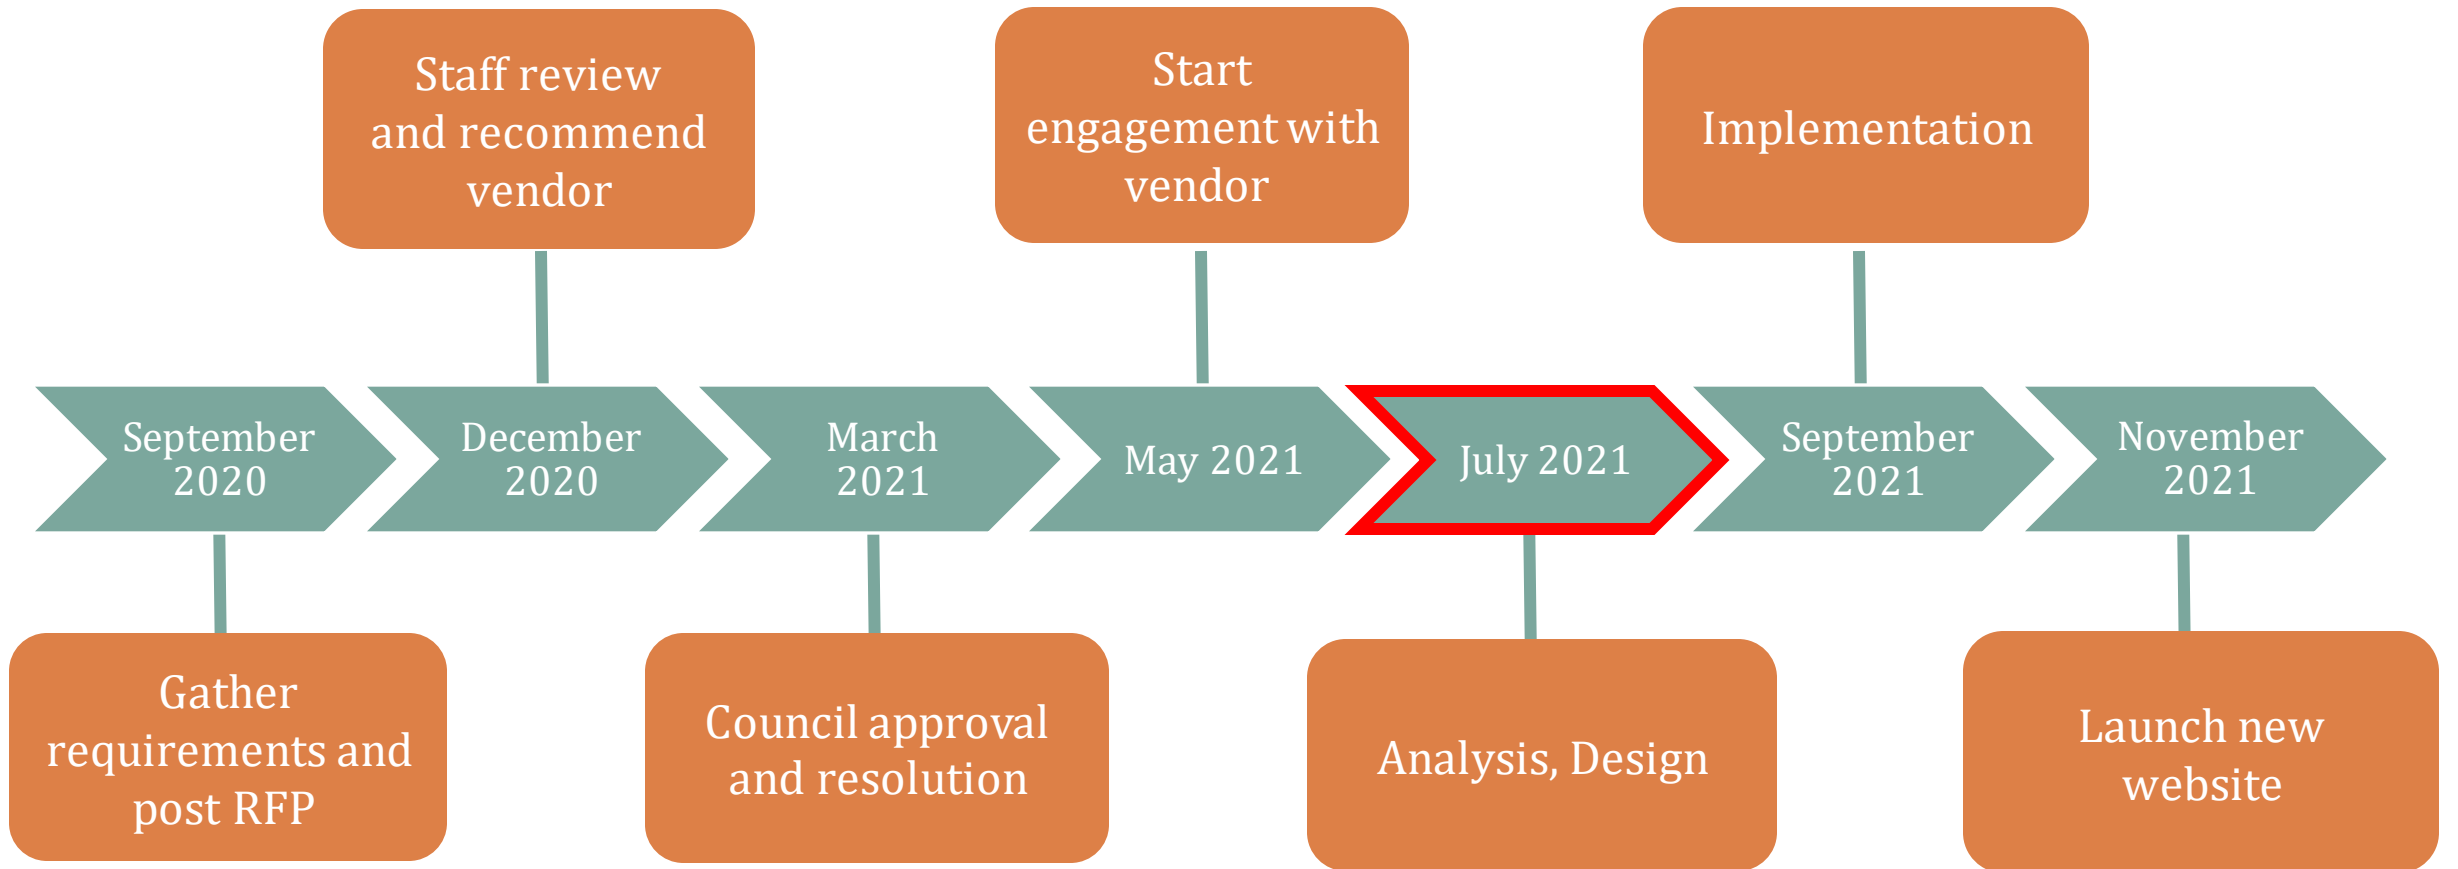 Staff review
and recommend
vendor
Start
engagement with
vendor
Implementation
September
2020
December
2020
March
2021
May 2021
July 2021
September
2021
November
2021
Gather
requirements and
post RFP
Council approval
and resolution
Analysis, Design
Launch new
website